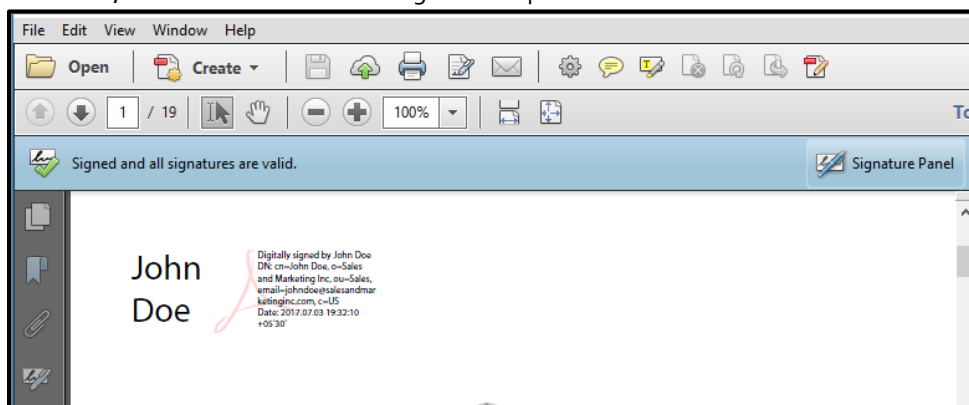 File Edit View Window Help
Open Create
1 / 19 100%
Signed and all signatures are valid. Signature Panel
John
Doe
Digitally signed by John Doe
DN: cn=John Doe, o=Sales
and Marketing Inc, ou=Sales,
email=johndoe@salesandmar
ketinginc.com, c=US
Date: 2017.07.03 19:32:10
+05'30'